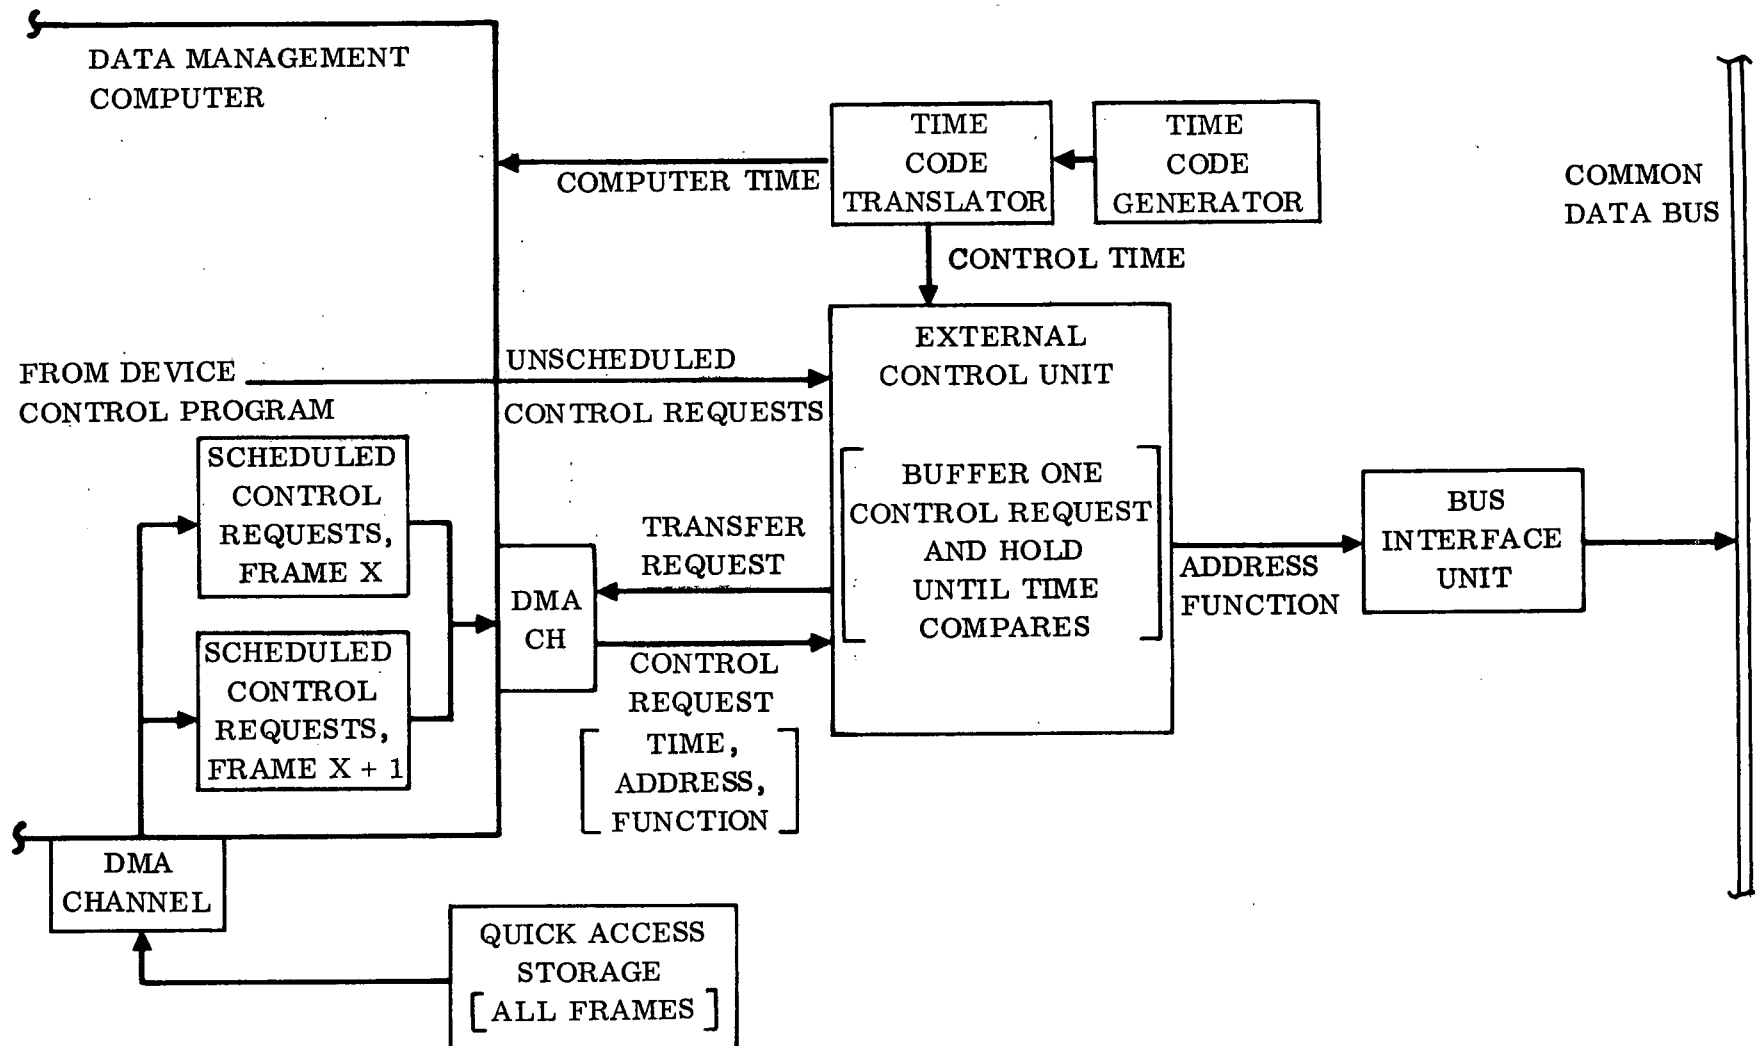 DATA MANAGEMENT
COMPUTER
TIME
CODE
TRANSLATOR
TIME
CODE
GENERATOR
COMPUTER TIME
COMMON
DATA BUS
CONTROL TIME
FROM DEVICE
CONTROL PROGRAM
UNSCHEDULED
CONTROL REQUESTS
EXTERNAL
CONTROL UNIT
[BUFFER ONE
CONTROL REQUEST
AND HOLD
UNTIL TIME
COMPARES]
SCHEDULED
CONTROL
REQUESTS,
FRAME X
SCHEDULED
CONTROL
REQUESTS,
FRAME X + 1
DMA
CH
TRANSFER
REQUEST
CONTROL
REQUEST
[TIME,
ADDRESS,
FUNCTION]
ADDRESS
FUNCTION
BUS
INTERFACE
UNIT
DMA
CHANNEL
QUICK ACCESS
STORAGE
[ALL FRAMES]